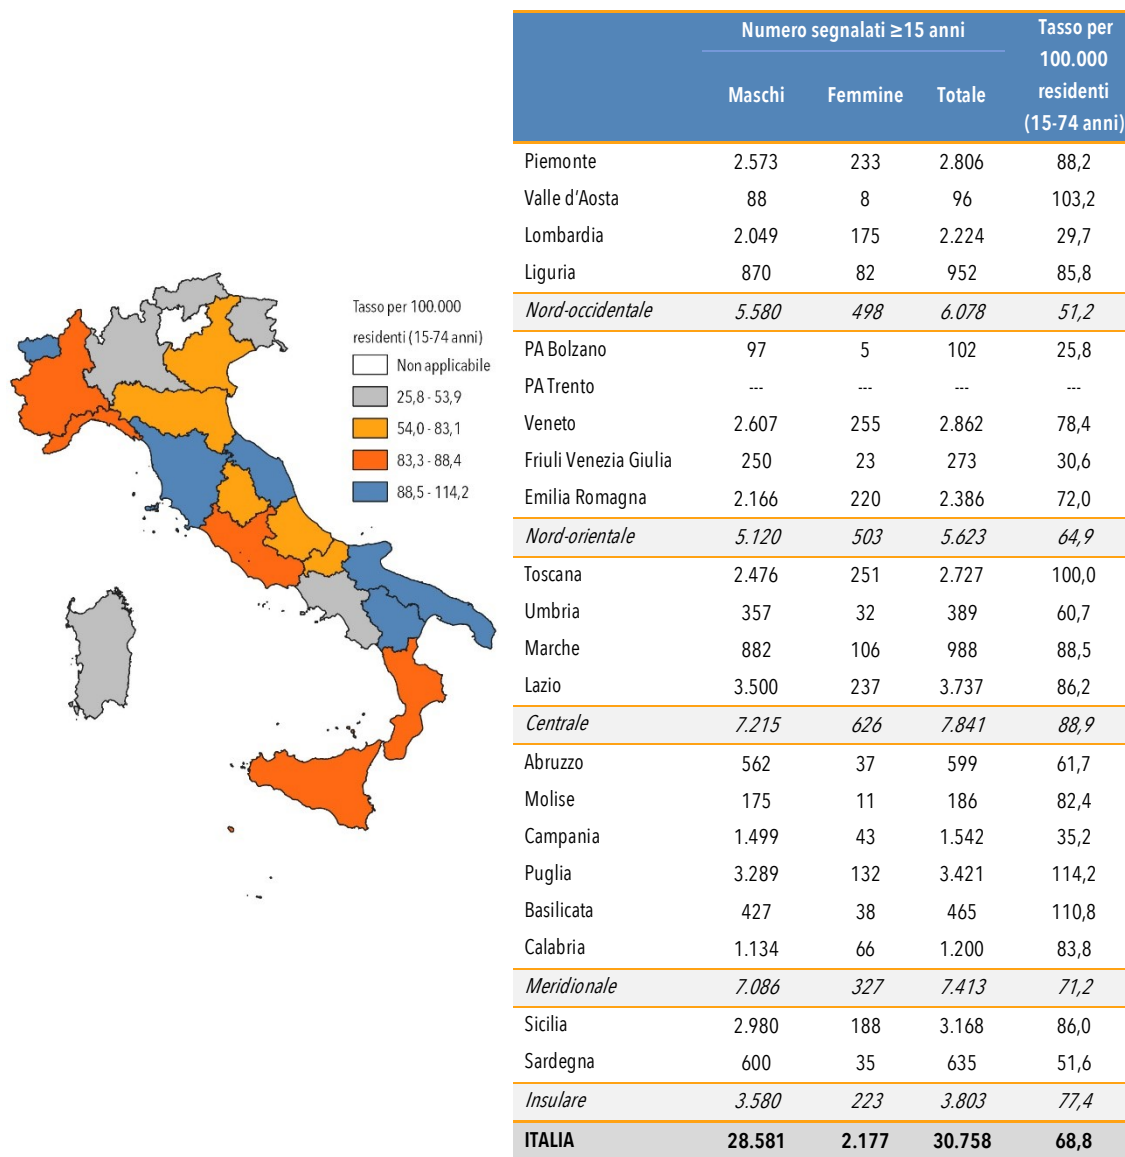 Tasso per 100.000
residenti (15-74 anni)
Non applicabile
25,8 - 53,9
54,0 - 83,1
83,3 - 88,4
88,5 - 114,2
Numero segnalati ≥15 anni
Tasso per
100.000
residenti
(15-74 anni)
Maschi Femmine Totale
Piemonte 2.573 233 2.806 88,2
Valle d'Aosta 88 8 96 103,2
Lombardia 2.049 175 2.224 29,7
Liguria 870 82 952 85,8
Nord-occidentale 5.580 498 6.078 51,2
PA Bolzano 97 5 102 25,8
PA Trento --- --- --- ---
Veneto 2.607 255 2.862 78,4
Friuli Venezia Giulia 250 23 273 30,6
Emilia Romagna 2.166 220 2.386 72,0
Nord-orientale 5.120 503 5.623 64,9
Toscana 2.476 251 2.727 100,0
Umbria 357 32 389 60,7
Marche 882 106 988 88,5
Lazio 3.500 237 3.737 86,2
Centrale 7.215 626 7.841 88,9
Abruzzo 562 37 599 61,7
Molise 175 11 186 82,4
Campania 1.499 43 1.542 35,2
Puglia 3.289 132 3.421 114,2
Basilicata 427 38 465 110,8
Calabria 1.134 66 1.200 83,8
Meridionale 7.086 327 7.413 71,2
Sicilia 2.980 188 3.168 86,0
Sardegna 600 35 635 51,6
Insulare 3.580 223 3.803 77,4
ITALIA 28.581 2.177 30.758 68,8